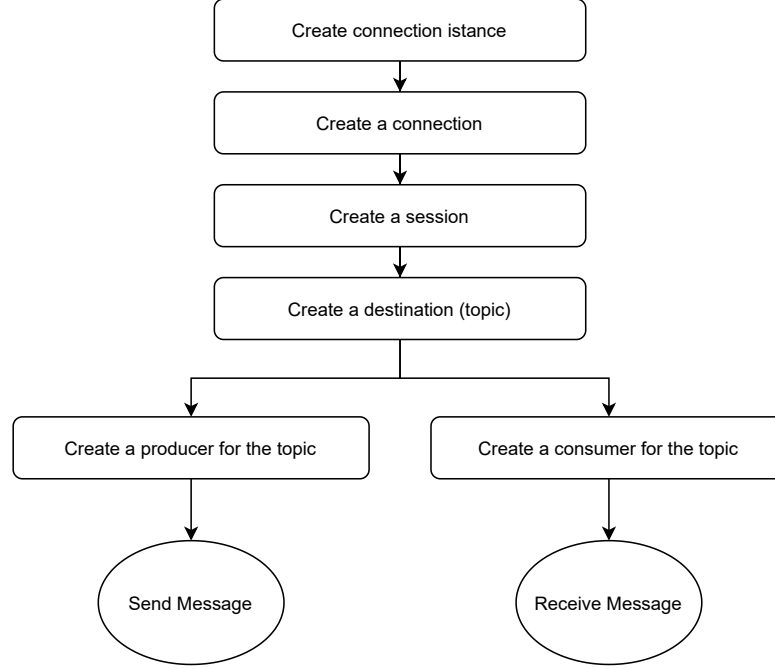 Create connection istance
Create a connection
Create a session
Create a destination (topic)
Create a producer for the topic
Create a consumer for the topic
Send Message
Receive Message